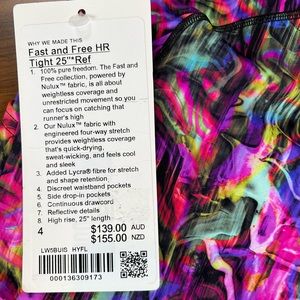 WHY WE MADE THIS
Fast and Free HR
Tight 25"*Ref
1. 100% pure freedom. The Fast and
Free collection, powered by
Nulux™ fabric, is all about
weightless coverage and
unrestricted movement so you
can focus on catching that
runner's high
2. Our Nulux™ fabric with
engineered four-way stretch
provides weightless coverage
that's quick-drying,
sweat-wicking, and feels cool
and sleek
3. Added Lycra® fibre for stretch
and shape retention
4. Discreet waistband pockets
5. Side drop-in pockets
6. Continuous drawcord
7. Reflective details
8. High rise, 25" length
4 $139.00 AUD
$155.00 NZD
LW5BUIS HYFL
000136309173